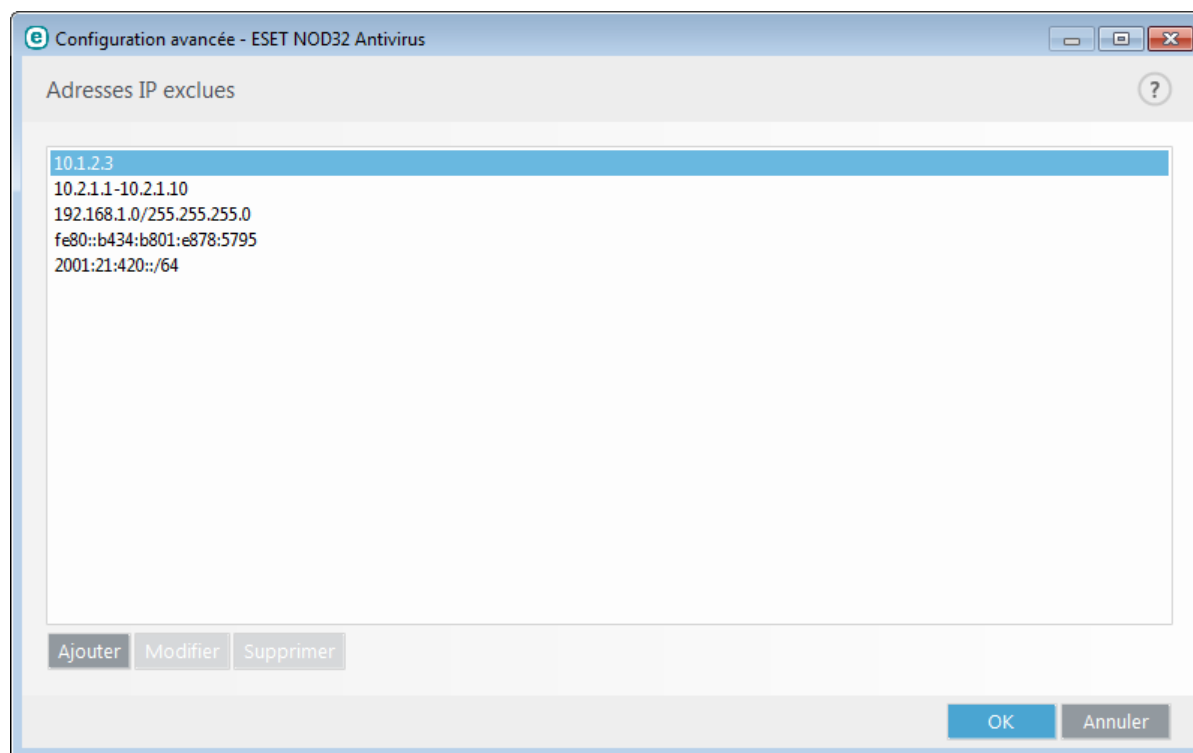 Configuration avancée - ESET NOD32 Antivirus
Adresses IP exclues
?
10.1.2.3
10.2.1.1-10.2.1.10
192.168.1.0/255.255.255.0
fe80::b434:b801:e878:5795
2001:21:420::/64
Ajouter Modifier Supprimer
OK Annuler